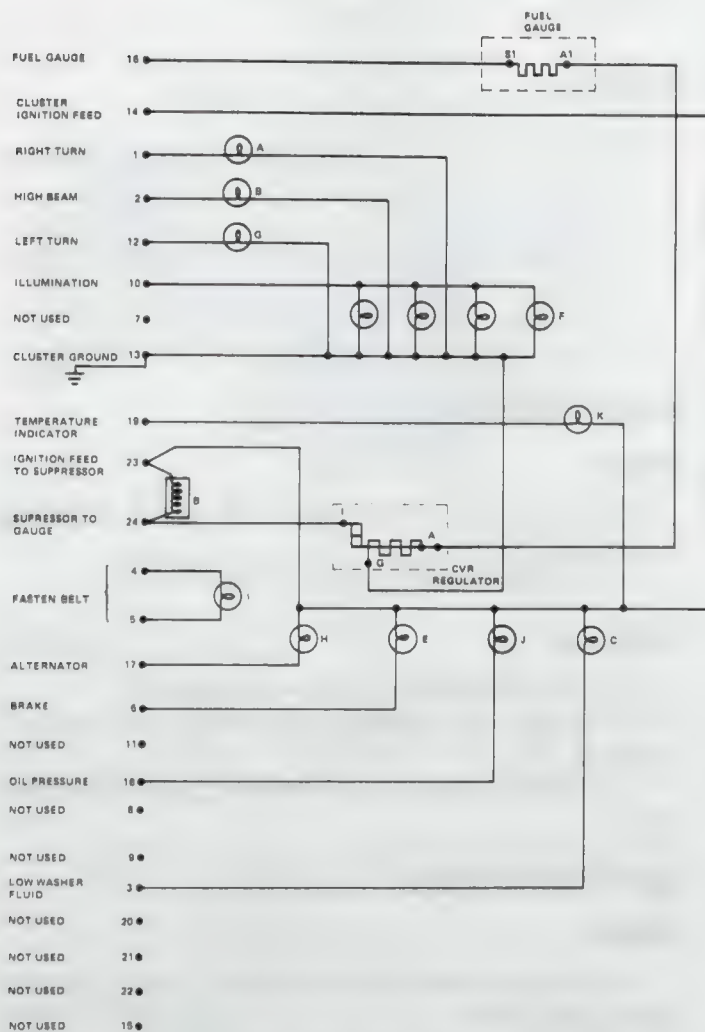 FUEL
GAUGE
S1 A1
FUEL GAUGE 16
CLUSTER
IGNITION FEED 14
RIGHT TURN 1 A
HIGH BEAM 2 B
LEFT TURN 12 G
ILLUMINATION 10
F
NOT USED 7
CLUSTER GROUND 13
TEMPERATURE
INDICATOR 19 K
IGNITION FEED
TO SUPPRESSOR 23
B
SUPRESSOR TO
GAUGE 24
A
G
CVR
REGULATOR
4
FASTEN BELT I
5
H E J C
ALTERNATOR 17
BRAKE 6
NOT USED 11
OIL PRESSURE 18
NOT USED 8
NOT USED 9
LOW WASHER
FLUID 3
NOT USED 20
NOT USED 21
NOT USED 22
NOT USED 15